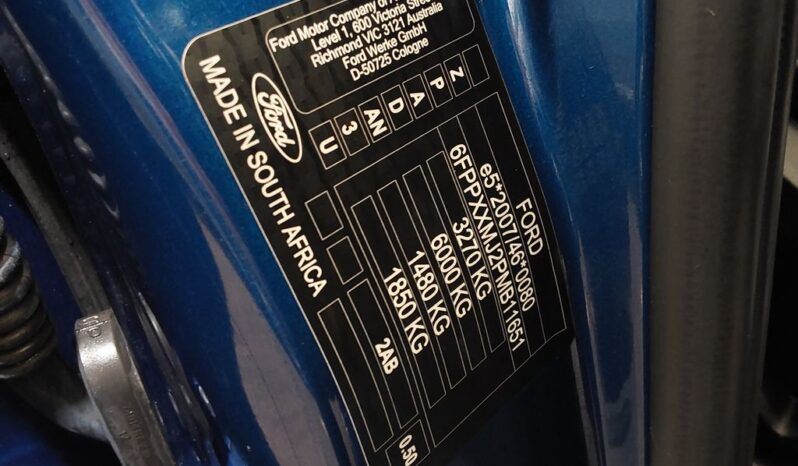 Ford Motor Company of
Level 1, 600 Victoria Street
Richmond VIC 3121 Australia
Ford Werke GmbH
D-50725 Cologne
Ford
MADE IN SOUTH AFRICA
U 3 AN D A P Z
FORD
e5*2007/46*0080
6FPPXXMJ2PMB11651
3270 KG
6000 KG
1480 KG
1850 KG
2AB
0.50